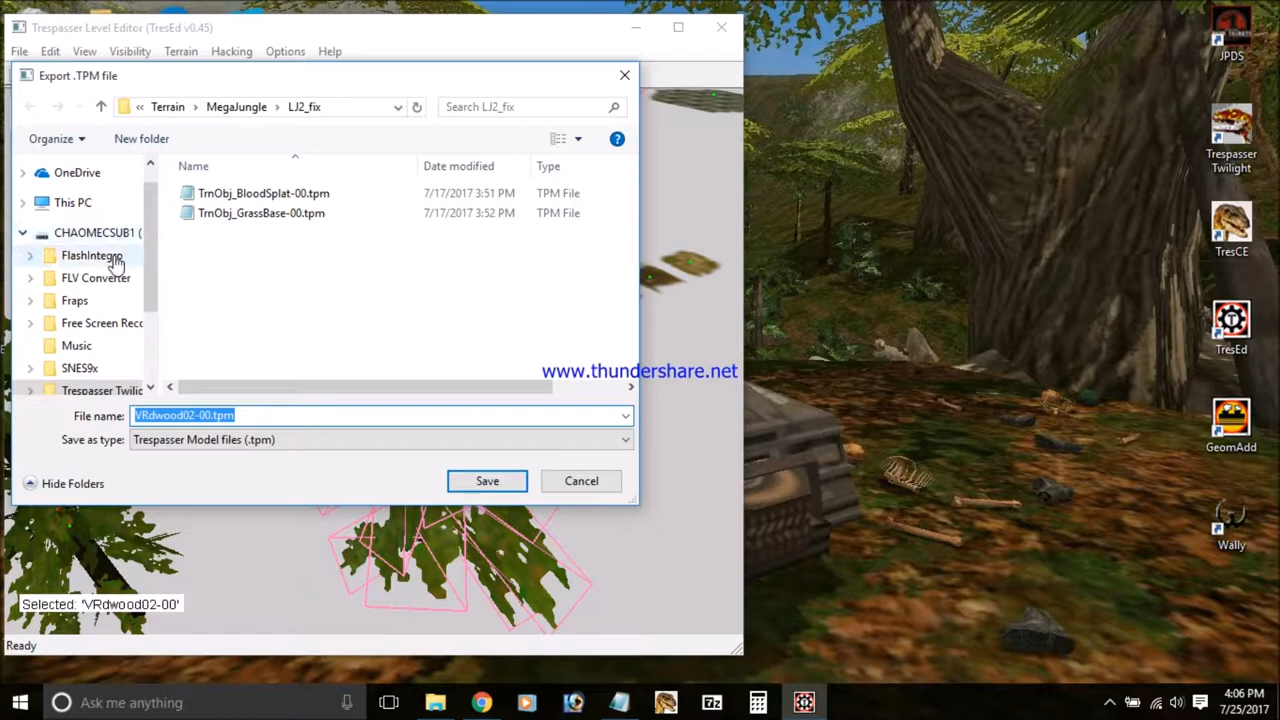 Trespasser Level Editor (TresEd v0.45)
File Edit View Visibility Terrain Hacking Options Help
Export .TPM file
« Terrain > MegaJungle > LJ2_fix
Search LJ2_fix
Organize New folder
Name Date modified Type
OneDrive
This PC
CHAOMECSUB1 (
FlashIntegro
FLV Converter
Fraps
Free Screen Reco
Music
SNES9x
Trespasser Twilig
TrnObj_BloodSplat-00.tpm 7/17/2017 3:51 PM TPM File
TrnObj_GrassBase-00.tpm 7/17/2017 3:52 PM TPM File
www.thundershare.net
File name: VRdwood02-00.tpm
Save as type: Trespasser Model files (.tpm)
Hide Folders Save Cancel
Selected: 'VRdwood02-00'
Ready
JPDS
Trespasser
Twilight
TresCE
TresEd
GeomAdd
Wally
Ask me anything
4:06 PM
7/25/2017